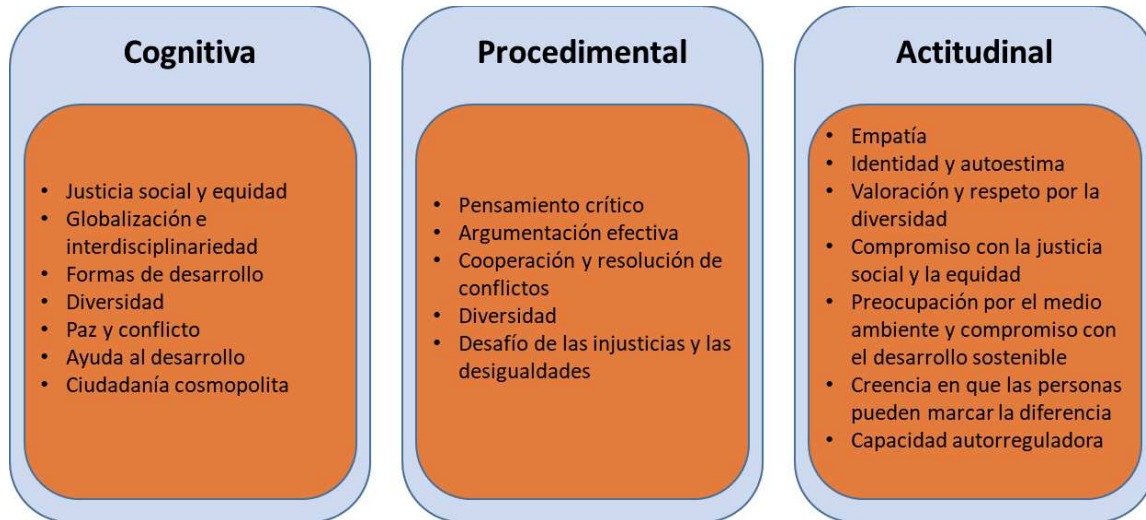 Cognitiva
• Justicia social y equidad
• Globalización e
interdisciplinariedad
• Formas de desarrollo
• Diversidad
• Paz y conflicto
• Ayuda al desarrollo
• Ciudadanía cosmopolita
Procedimental
• Pensamiento crítico
• Argumentación efectiva
• Cooperación y resolución de
conflictos
• Diversidad
• Desafío de las injusticias y las
desigualdades
Actitudinal
• Empatía
• Identidad y autoestima
• Valoración y respeto por la
diversidad
• Compromiso con la justicia
social y la equidad
• Preocupación por el medio
ambiente y compromiso con
el desarrollo sostenible
• Creencia en que las personas
pueden marcar la diferencia
• Capacidad autorreguladora